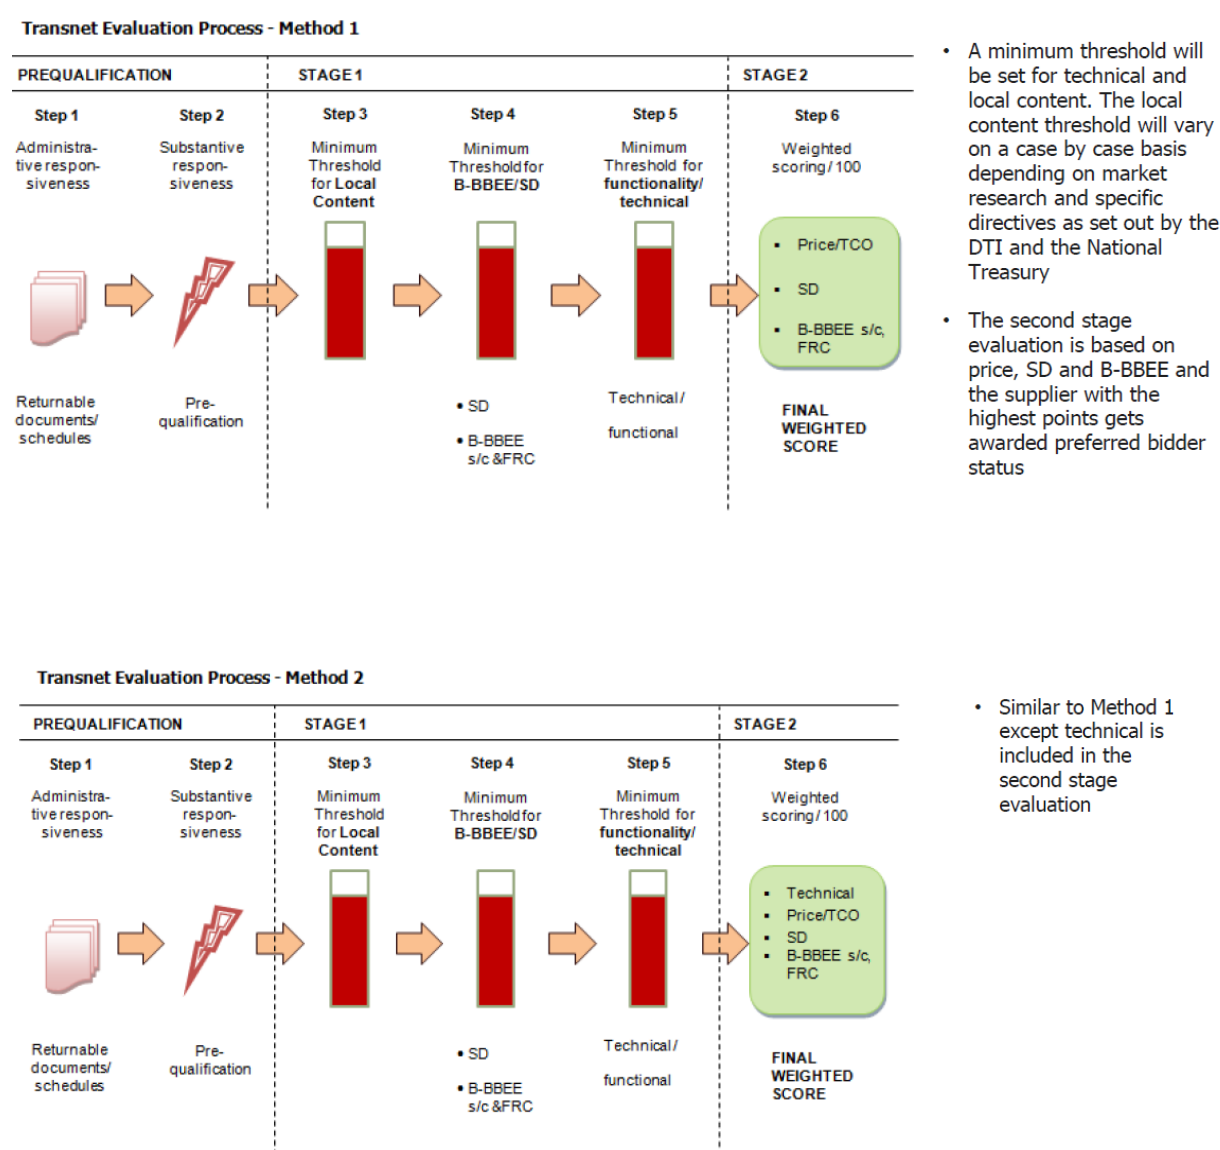 Transnet Evaluation Process - Method 1
PREQUALIFICATION
STAGE 1
STAGE 2
Step 1
Step 2
Step 3
Step 4
Step 5
Step 6
Administra-
tive respon-
siveness
Substantive
respon-
siveness
Minimum
Threshold
for Local
Content
Minimum
Threshold for
B-BBEE/SD
Minimum
Threshold for
functionality/
technical
Weighted
scoring/100
▪ Price/TCO
▪ SD
▪ B-BBEE s/c,
FRC
Returnable
documents/
schedules
Pre-
qualification
• SD
• B-BBEE
s/c &FRC
Technical/
functional
FINAL
WEIGHTED
SCORE
• A minimum threshold will
be set for technical and
local content. The local
content threshold will vary
on a case by case basis
depending on market
research and specific
directives as set out by the
DTI and the National
Treasury
• The second stage
evaluation is based on
price, SD and B-BBEE and
the supplier with the
highest points gets
awarded preferred bidder
status
Transnet Evaluation Process - Method 2
PREQUALIFICATION
STAGE 1
STAGE 2
Step 1
Step 2
Step 3
Step 4
Step 5
Step 6
Administra-
tive respon-
siveness
Substantive
respon-
siveness
Minimum
Threshold
for Local
Content
Minimum
Threshold for
B-BBEE/SD
Minimum
Threshold for
functionality/
technical
Weighted
scoring/100
▪ Technical
▪ Price/TCO
▪ SD
▪ B-BBEE s/c,
FRC
Returnable
documents/
schedules
Pre-
qualification
• SD
• B-BBEE
s/c &FRC
Technical/
functional
FINAL
WEIGHTED
SCORE
• Similar to Method 1
except technical is
included in the
second stage
evaluation